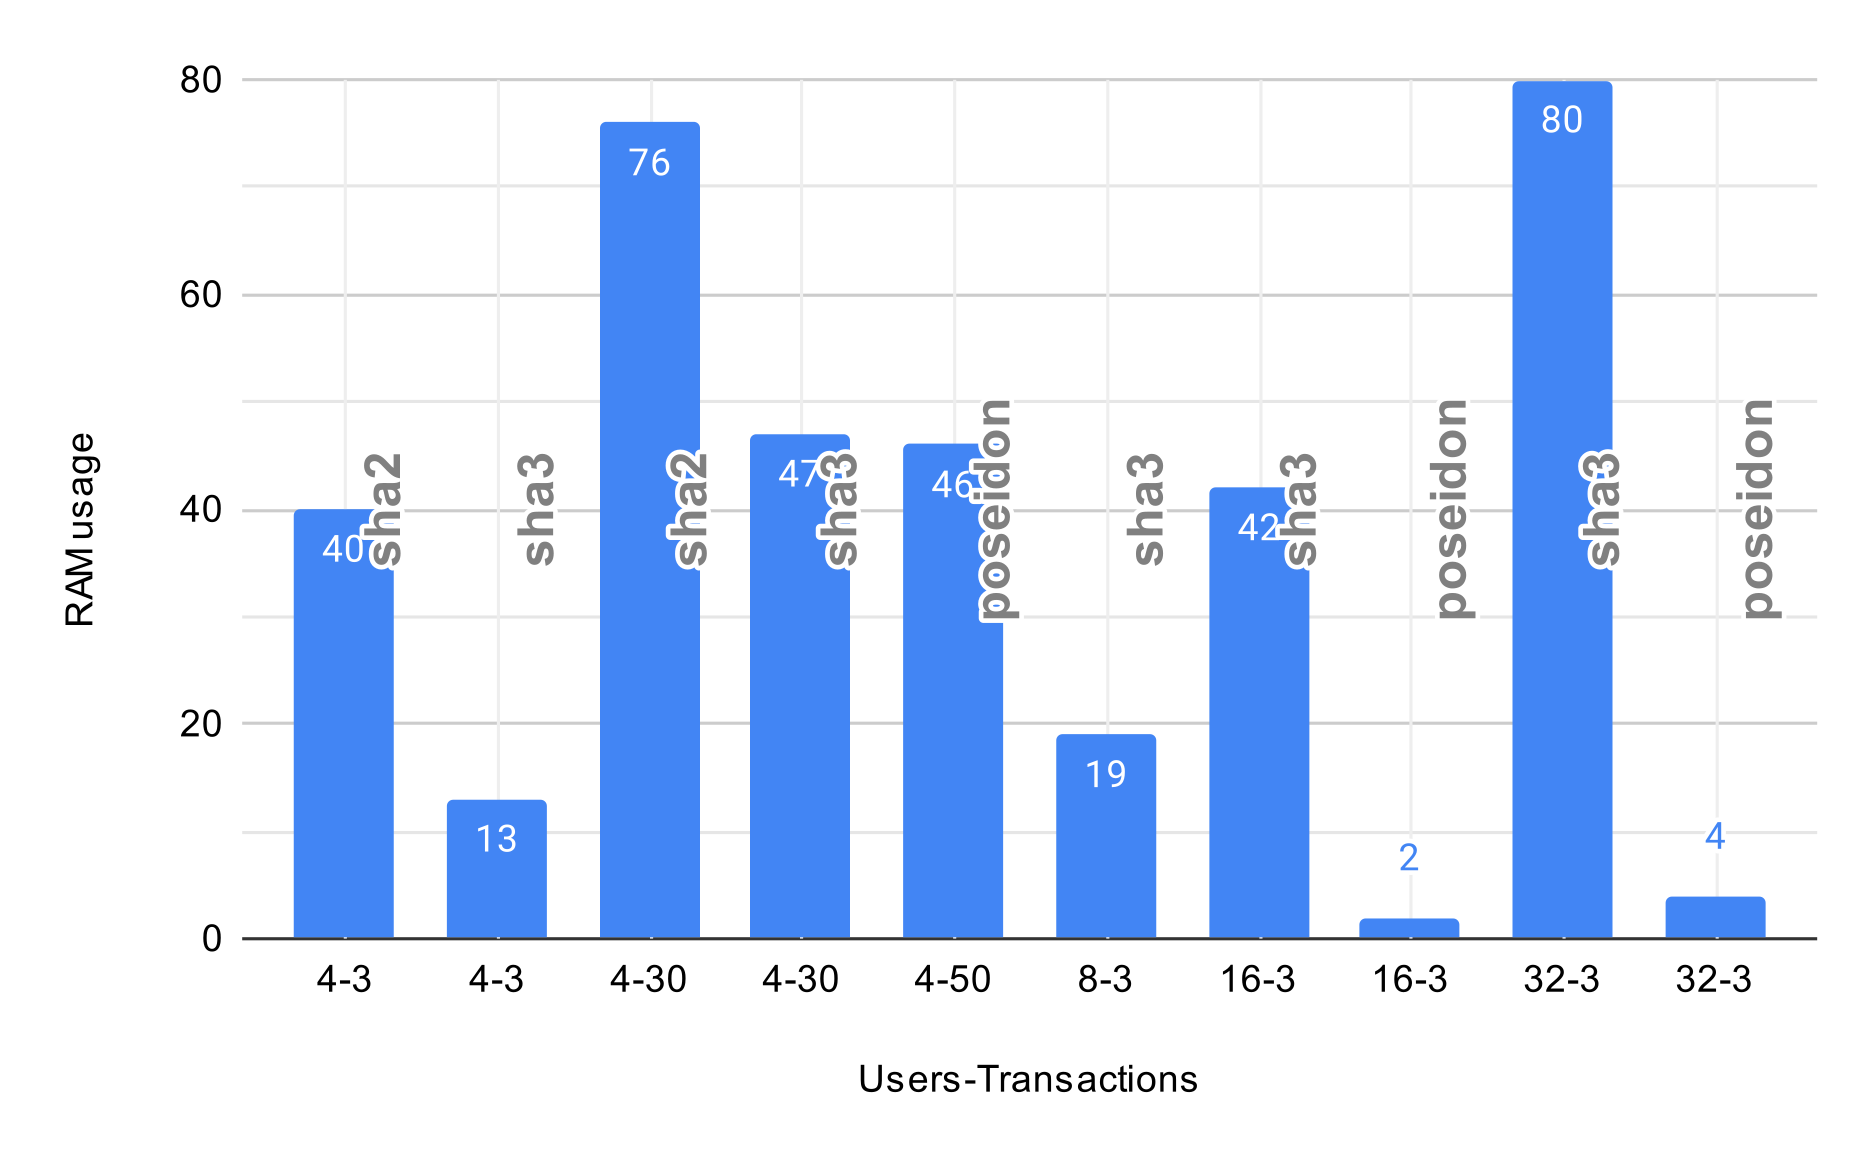 80
60
40
20
0
RAM usage
76
80
47
46
40
42
19
13
2
4
sha2
sha3
sha2
sha3
poseidon
sha3
sha3
poseidon
sha3
poseidon
4-3 4-3 4-30 4-30 4-50 8-3 16-3 16-3 32-3 32-3
Users-Transactions